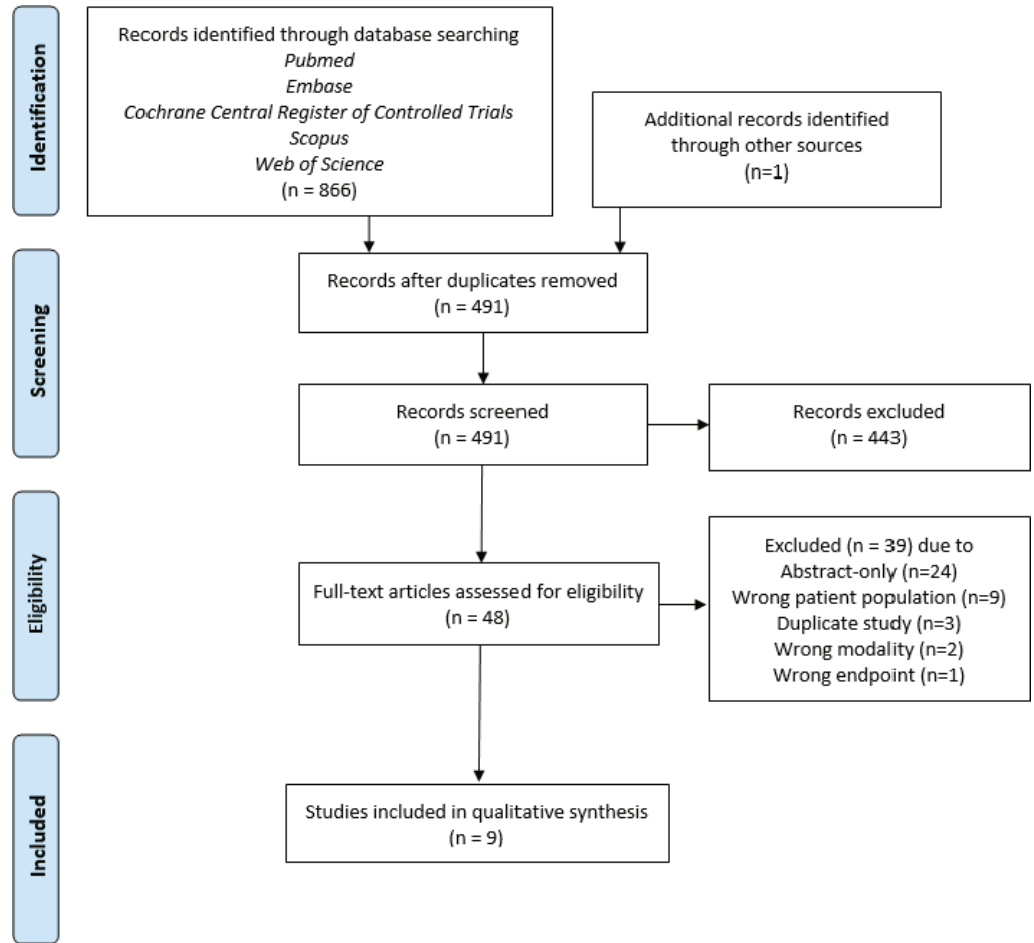 Identification
Records identified through database searching
Pubmed
Embase
Cochrane Central Register of Controlled Trials
Scopus
Web of Science
(n = 866)
Additional records identified
through other sources
(n=1)
Screening
Records after duplicates removed
(n = 491)
Records screened
(n = 491)
Records excluded
(n = 443)
Eligibility
Full-text articles assessed for eligibility
(n = 48)
Excluded (n = 39) due to
Abstract-only (n=24)
Wrong patient population (n=9)
Duplicate study (n=3)
Wrong modality (n=2)
Wrong endpoint (n=1)
Included
Studies included in qualitative synthesis
(n = 9)